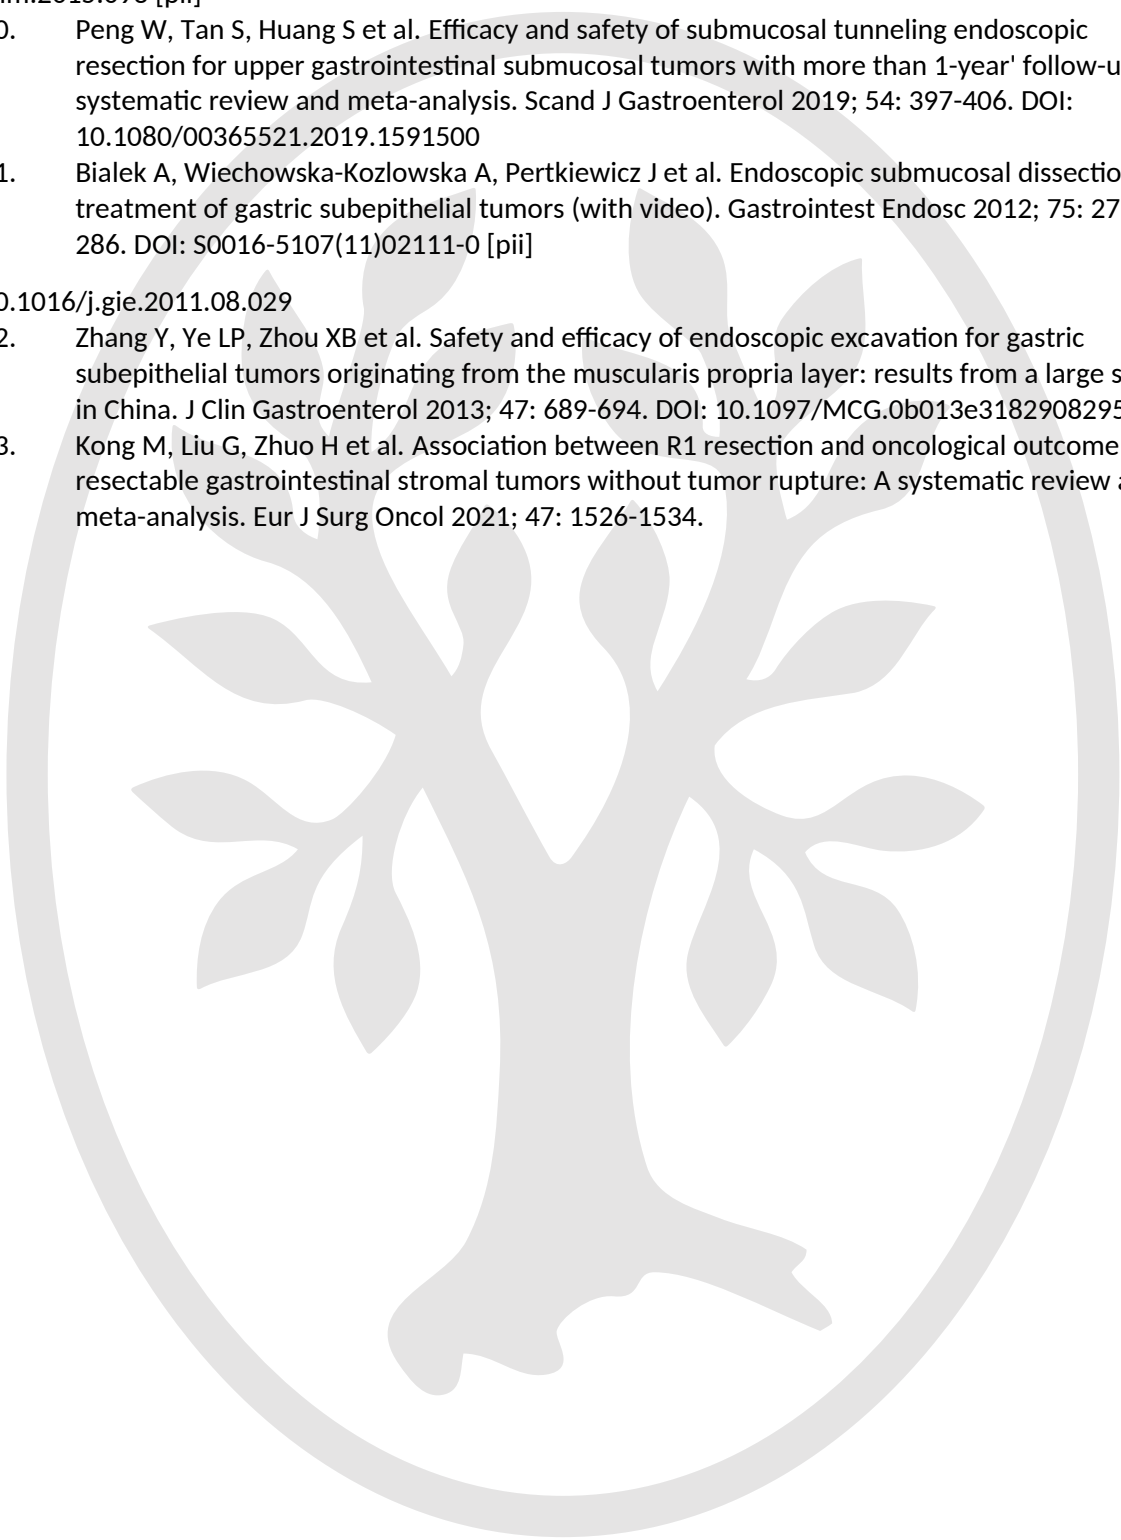 0. Peng W, Tan S, Huang S et al. Efficacy and safety of submucosal tunneling endoscopic
resection for upper gastrointestinal submucosal tumors with more than 1-year' follow-u
systematic review and meta-analysis. Scand J Gastroenterol 2019; 54: 397-406. DOI:
10.1080/00365521.2019.1591500
1. Bialek A, Wiechowska-Kozlowska A, Pertkiewicz J et al. Endoscopic submucosal dissectio
treatment of gastric subepithelial tumors (with video). Gastrointest Endosc 2012; 75: 27
286. DOI: S0016-5107(11)02111-0 [pii]
0.1016/j.gie.2011.08.029
2. Zhang Y, Ye LP, Zhou XB et al. Safety and efficacy of endoscopic excavation for gastric
subepithelial tumors originating from the muscularis propria layer: results from a large s
in China. J Clin Gastroenterol 2013; 47: 689-694. DOI: 10.1097/MCG.0b013e3182908295
3. Kong M, Liu G, Zhuo H et al. Association between R1 resection and oncological outcome
resectable gastrointestinal stromal tumors without tumor rupture: A systematic review a
meta-analysis. Eur J Surg Oncol 2021; 47: 1526-1534.